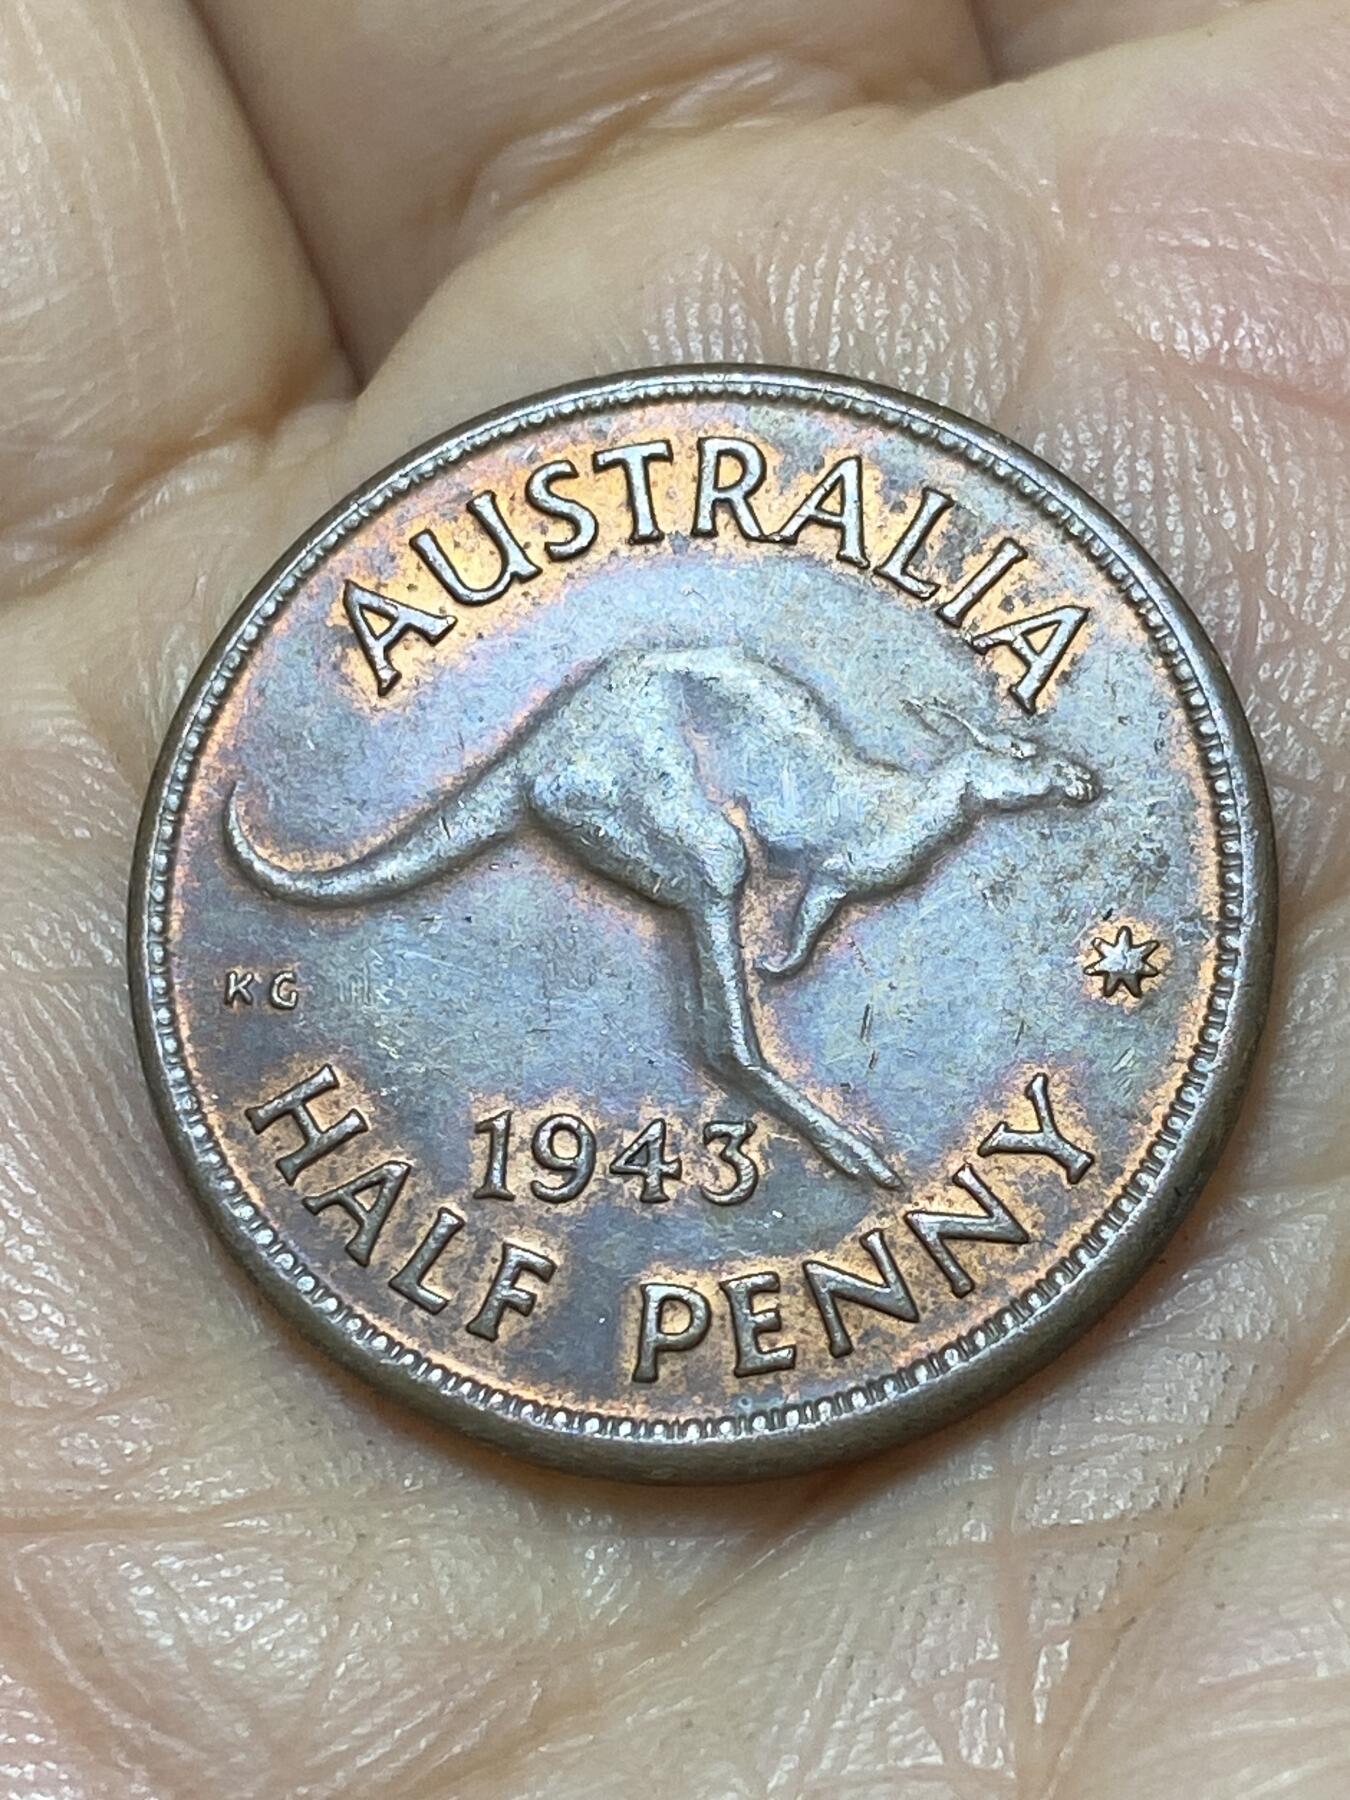 AUSTRALIA
KG
1943
HALF PENNY